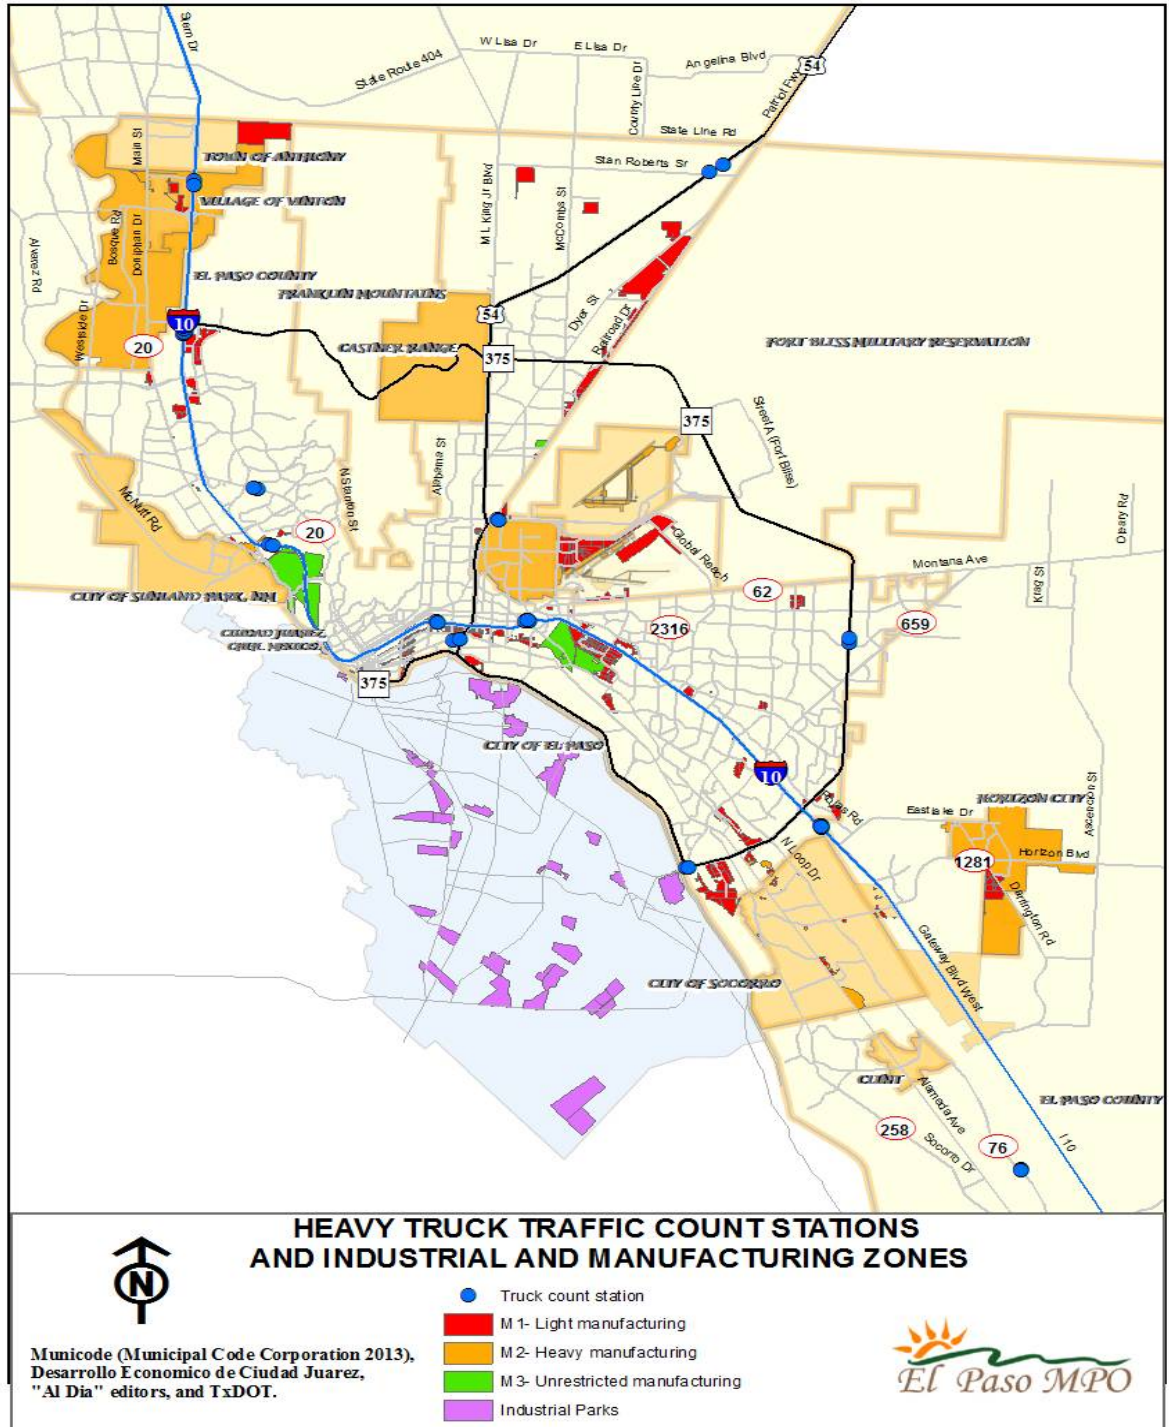 Stern Dr
State Route 404
W Lisa Dr
E Lisa Dr
County Line Dr
Angelina Blvd
54
Patriot Fwy
State Line Rd
Main St
TOWN OF ANTHONY
Stan Roberts Sr
M L King Jr Blvd
McCombs St
VILLAGE OF VINTON
Alvarez Rd
Bosque Rd
Doniphan Dr
EL PASO COUNTY
FRANKLIN MOUNTAINS
Westside Dr
10
20
54
Dyer St
Railroad Dr
CASTNER RANGE
375
FORT BLISS MILITARY RESERVATION
375
Street A (Fort Bliss)
Alabama St
N Stanton St
McNutt Rd
20
Global Reach
Montana Ave
Krag St
CITY OF SUNLAND PARK, NM
62
659
2316
CIUDAD JUAREZ,
CHIH. MEXICO.
375
CITY OF EL PASO
10
Rojas Rd
Eastlake Dr
HORIZON CITY
Ascencion St
1281
Horizon Blvd
N Loop Dr
Darrington Rd
Gateway Blvd West
CITY OF SOCORRO
CLINT
Alameda Ave
EL PASO COUNTY
258
Socorro Dr
76
I 10
HEAVY TRUCK TRAFFIC COUNT STATIONS
AND INDUSTRIAL AND MANUFACTURING ZONES
N
Truck count station
M1- Light manufacturing
M2- Heavy manufacturing
M3- Unrestricted manufacturing
Industrial Parks
Municode (Municipal Code Corporation 2013),
Desarrollo Economico de Ciudad Juarez,
"Al Dia" editors, and TxDOT.
El Paso MPO